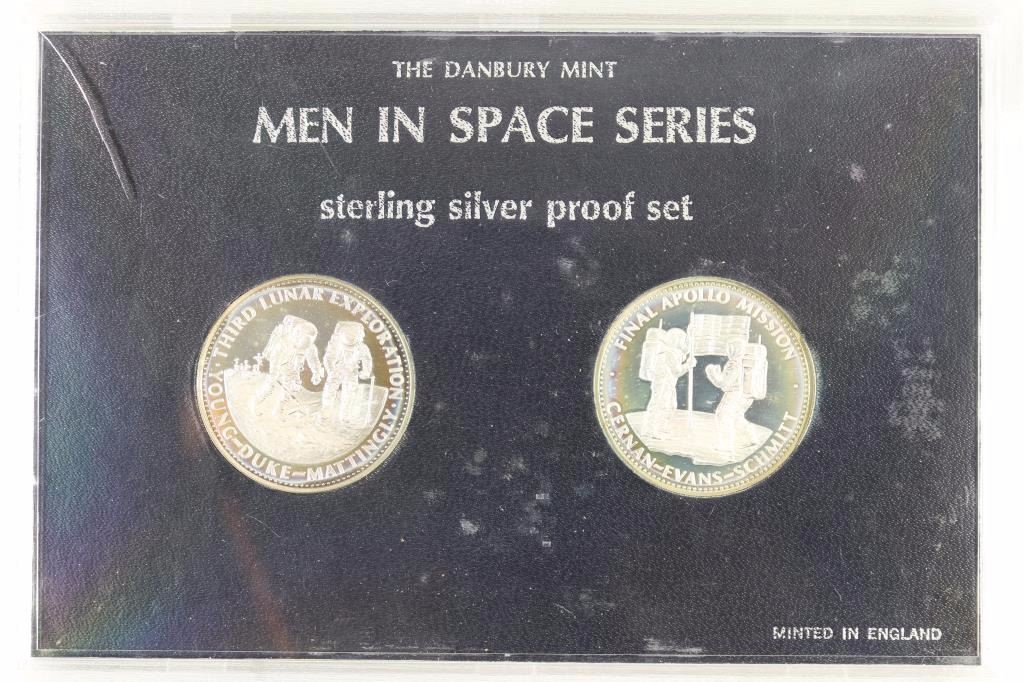 THE DANBURY MINT
MEN IN SPACE SERIES
sterling silver proof set
THIRD LUNAR EXPLORATION
YOUNG-DUKE-MATTINGLY
FINAL APOLLO MISSION
CERNAN-EVANS-SCHMITT
MINTED IN ENGLAND